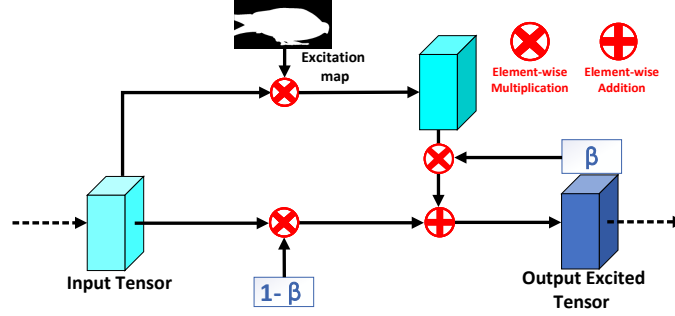 Excitation
map
Element-wise
Multiplication
Element-wise
Addition
β
Input Tensor
1- β
Output Excited
Tensor